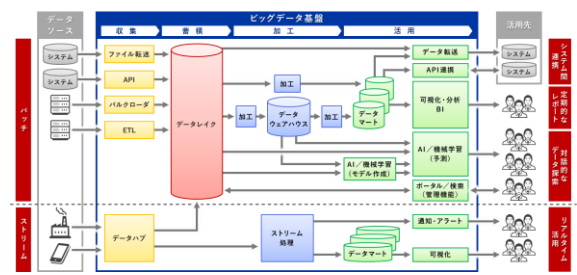 データ
ソース
ビッグデータ基盤
活用先
収集
蓄積
加工
活用
バッチ
システム
システム
ファイル転送
API
バルクローダ
ETL
データレイク
加工
加工
データ
ウェアハウス
加工
データ
マート
AI／機械学習
(モデル作成)
データ転送
API連携
可視化・分析
BI
AI／機械学習
(予測)
ポータル／検索
(管理機能)
システム
システム
システム間
連携
定期的な
レポート
対話的な
データ探索
ストリーム
データハブ
ストリーム
処理
データマート
通知・アラート
可視化
リアルタイム
活用